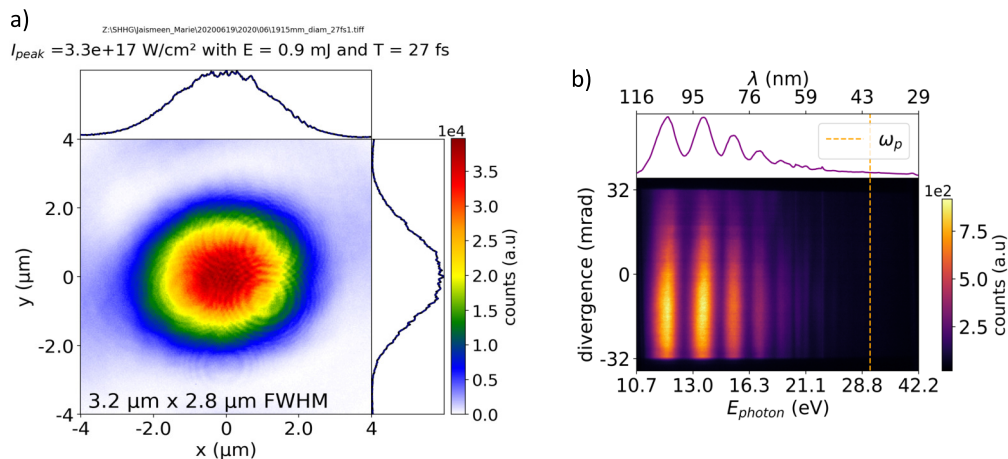 a)
Z:\SHHG\Jaismeen_Marie\20200619\2020\06\1915mm_diam_27fs1.tiff
I_peak =3.3e+17 W/cm² with E = 0.9 mJ and T = 27 fs
1e4
4
2.0
0
-2.0
-4
y (μm)
-4
-2.0
0
2.0
4
x (μm)
3.2 μm x 2.8 μm FWHM
3.5
3.0
2.5
2.0
1.5
1.0
0.5
0.0
counts (a.u)
b)
λ (nm)
116
95
76
59
43
29
ω_p
32
0
-32
divergence (mrad)
10.7
13.0
16.3
21.1
28.8
42.2
E_photon (eV)
1e2
7.5
5.0
2.5
counts (a.u)